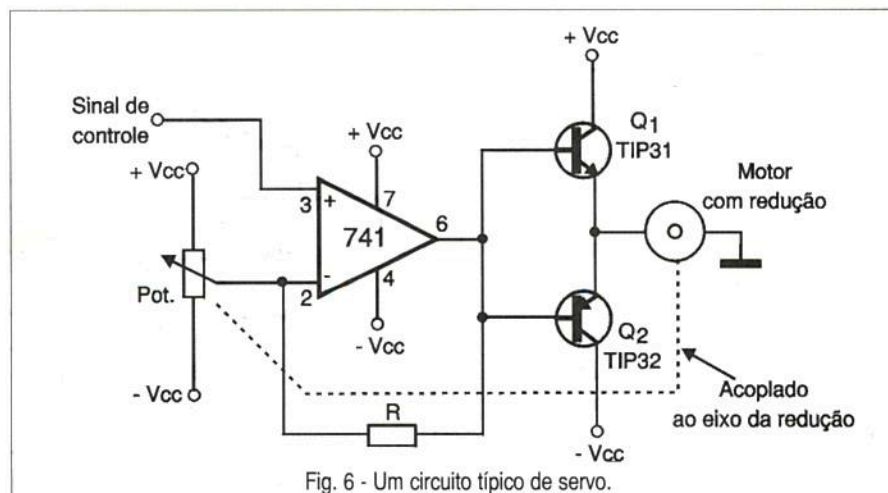 + Vcc
Sinal de
controle
+ Vcc
Q1
TIP31
Motor
com redução
+ Vcc
3
+
7
6
741
-
2
4
Pot.
- Vcc
Q2
TIP32
- Vcc
R
Acoplado
ao eixo da redução
- Vcc
Fig. 6 - Um circuito típico de servo.